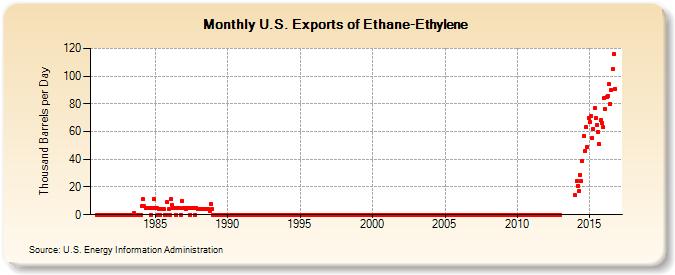 Monthly U.S. Exports of Ethane-Ethylene
Thousand Barrels per Day
120
100
80
60
40
20
0
1985 1990 1995 2000 2005 2010 2015
Source: U.S. Energy Information Administration